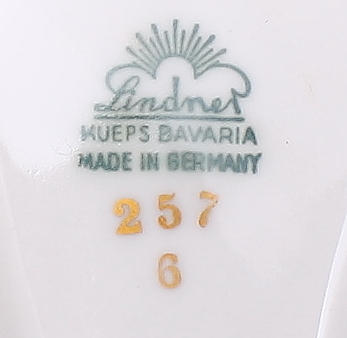 Lindner
KUEPS BAVARIA
MADE IN GERMANY
257
6